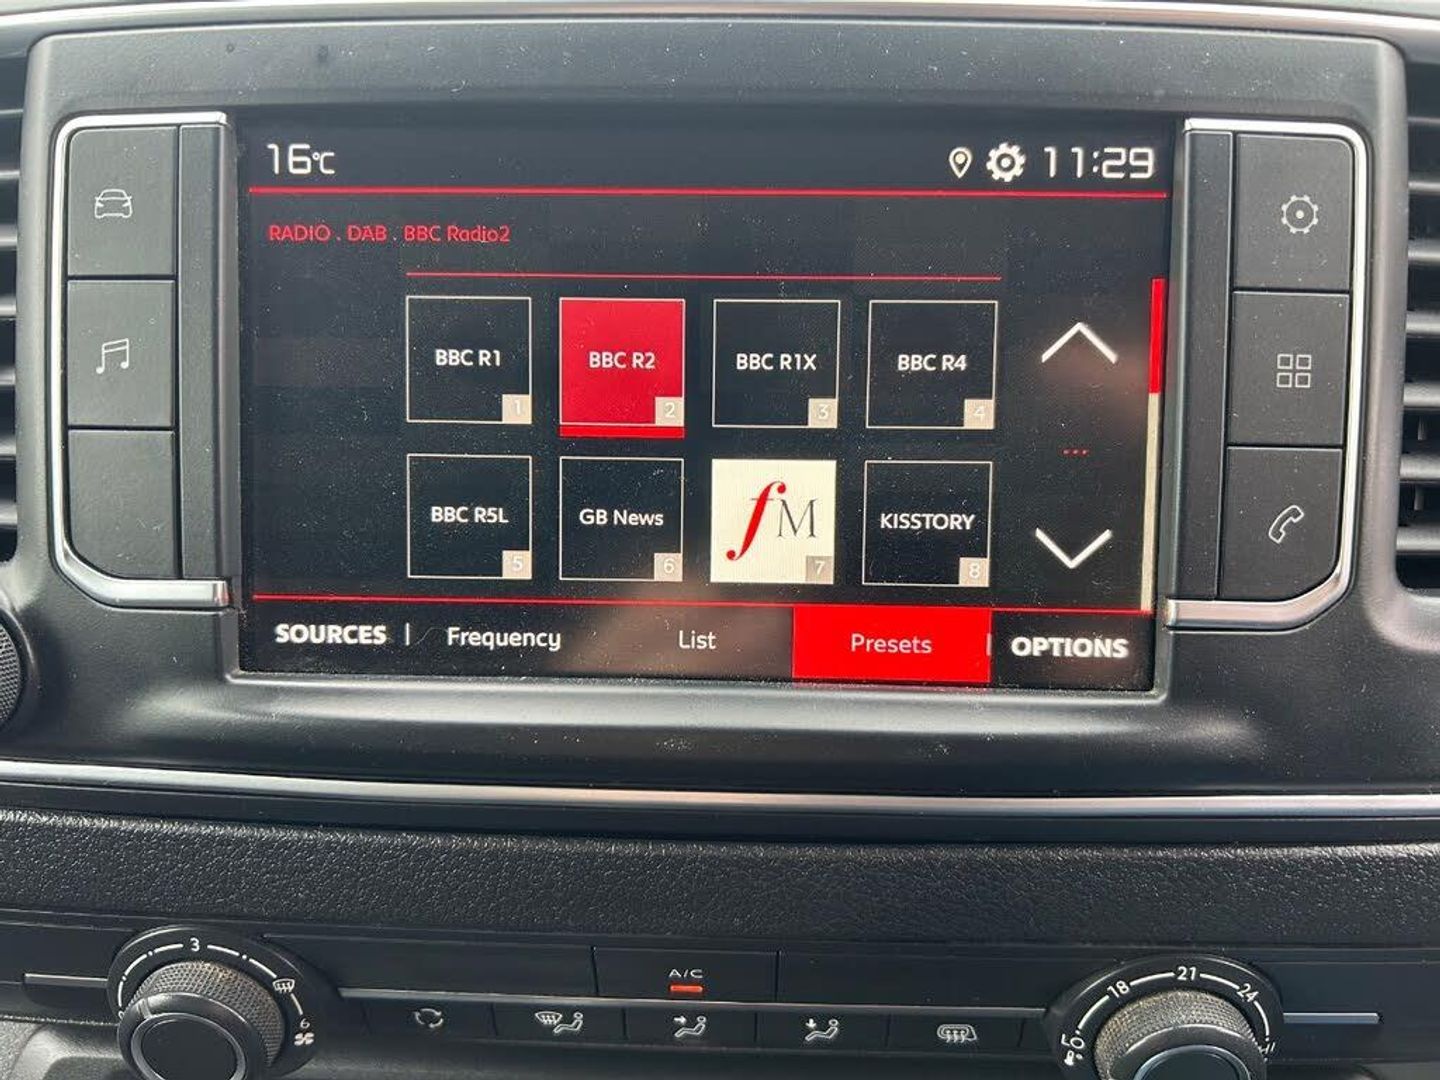 16°C 11:29
RADIO . DAB . BBC Radio2
BBC R1 BBC R2 BBC R1X BBC R4
1 2 3 4
BBC R5L GB News fM KISSTORY
5 6 7 8
SOURCES | Frequency List Presets | OPTIONS
A/C
3
6
18 21 24
LO HI